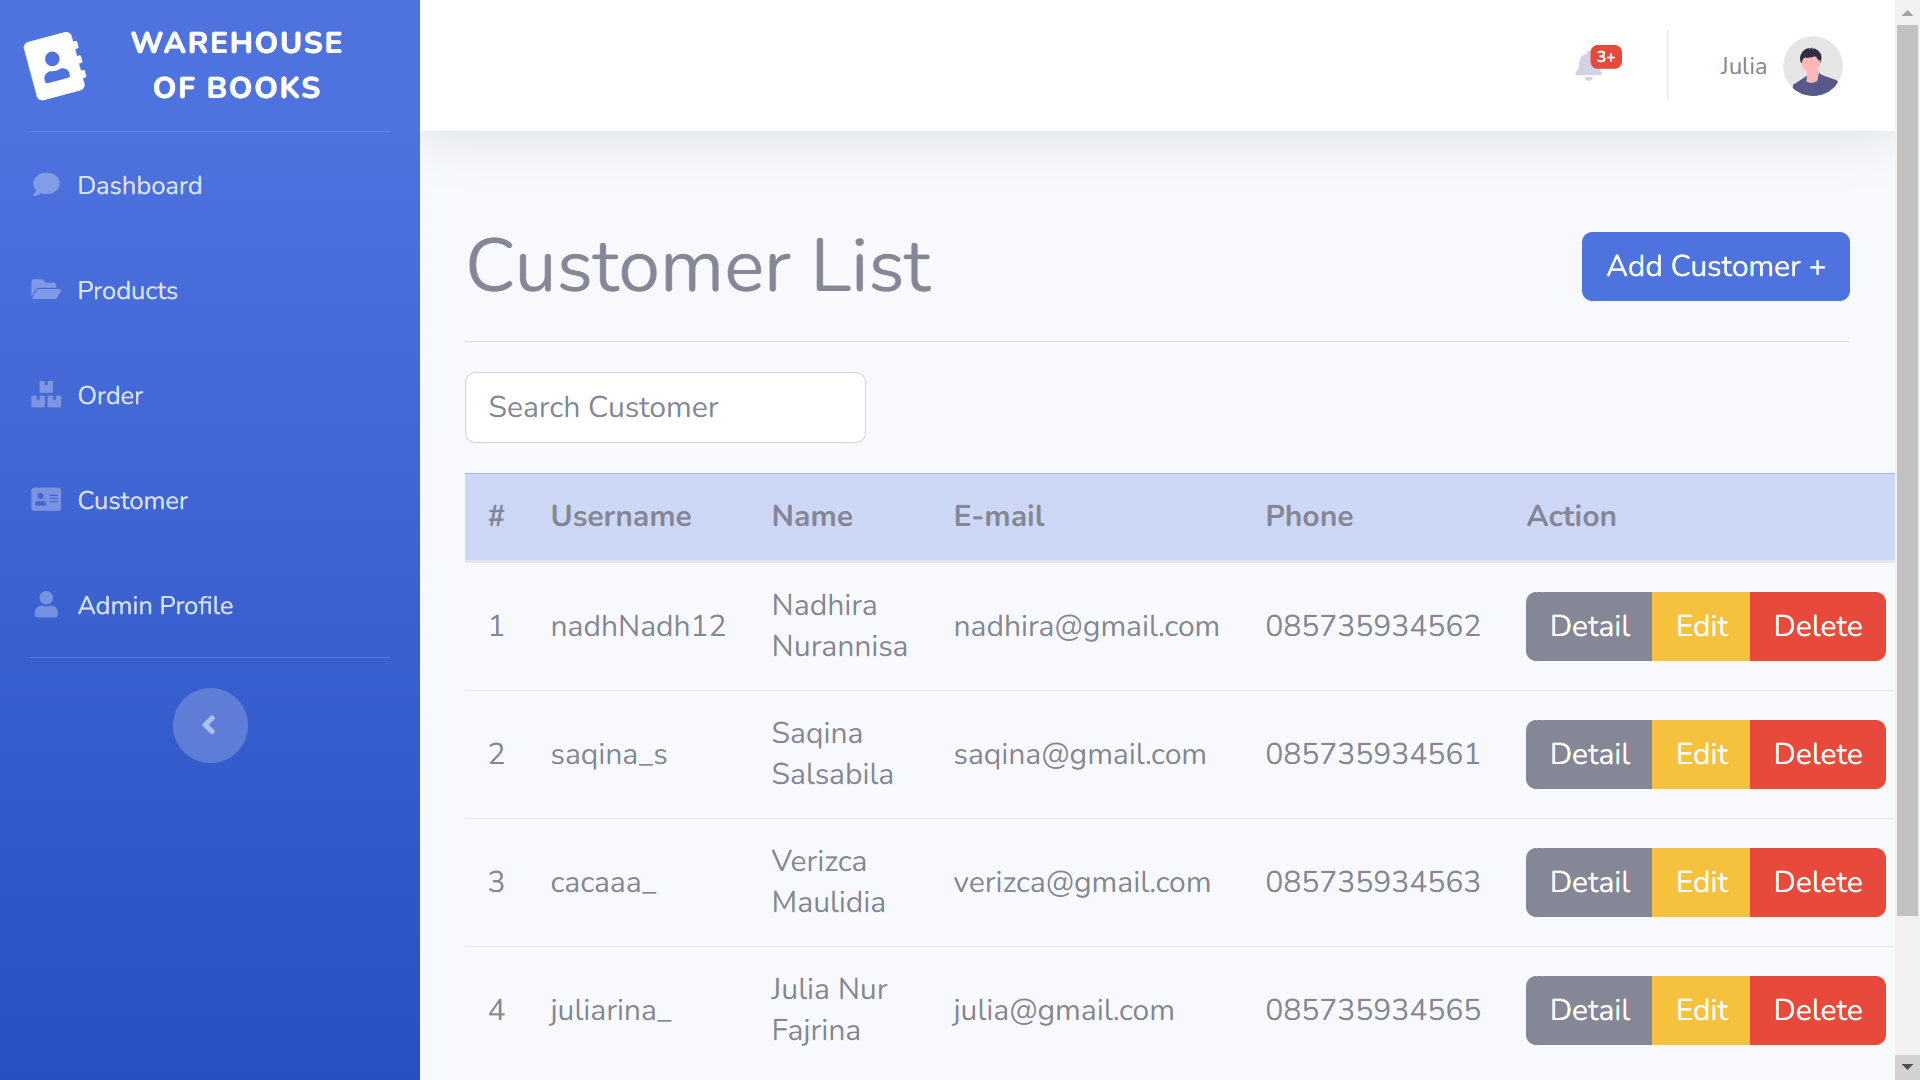 WAREHOUSE
OF BOOKS
Dashboard
Products
Order
Customer
Admin Profile
3+
Julia
Customer List
Add Customer +
Search Customer
# Username Name E-mail Phone Action
1 nadhNadh12 Nadhira Nurannisa nadhira@gmail.com 085735934562 Detail Edit Delete
2 saqina_s Saqina Salsabila saqina@gmail.com 085735934561 Detail Edit Delete
3 cacaaa_ Verizca Maulidia verizca@gmail.com 085735934563 Detail Edit Delete
4 juliarina_ Julia Nur Fajrina julia@gmail.com 085735934565 Detail Edit Delete